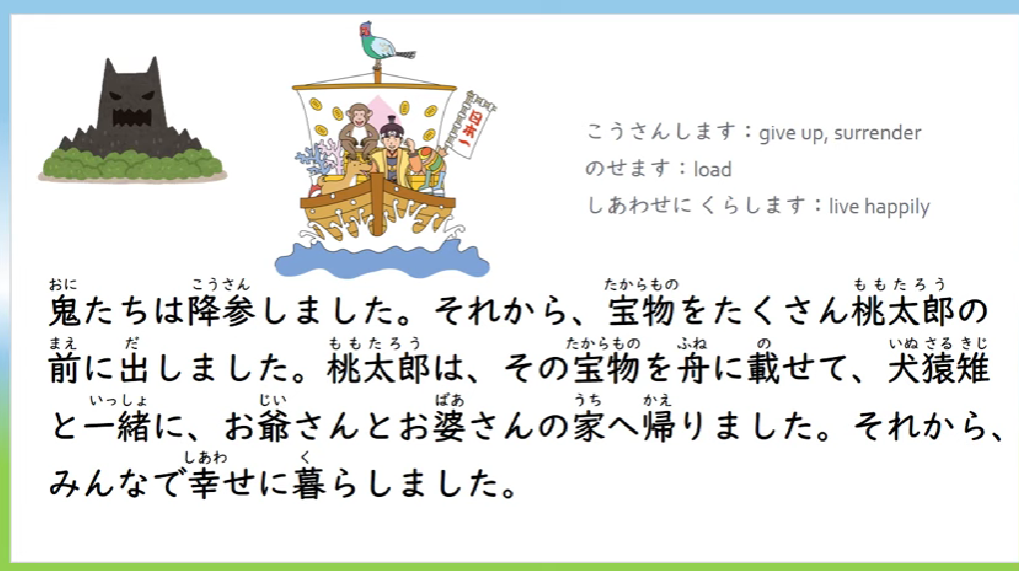 日本一
こうさんします：give up, surrender
のせます：load
しあわせに くらします：live happily
おに こうさん たからもの ももたろう
鬼たちは降参しました。それから、宝物をたくさん桃太郎の
まえ だ ももたろう たからもの ふね の いぬ さる きじ
前に出しました。桃太郎は、その宝物を舟に載せて、犬猿雉
いっしょ じい ばあ うち かえ
と一緒に、お爺さんとお婆さんの家へ帰りました。それから、
しあわ く
みんなで幸せに暮らしました。